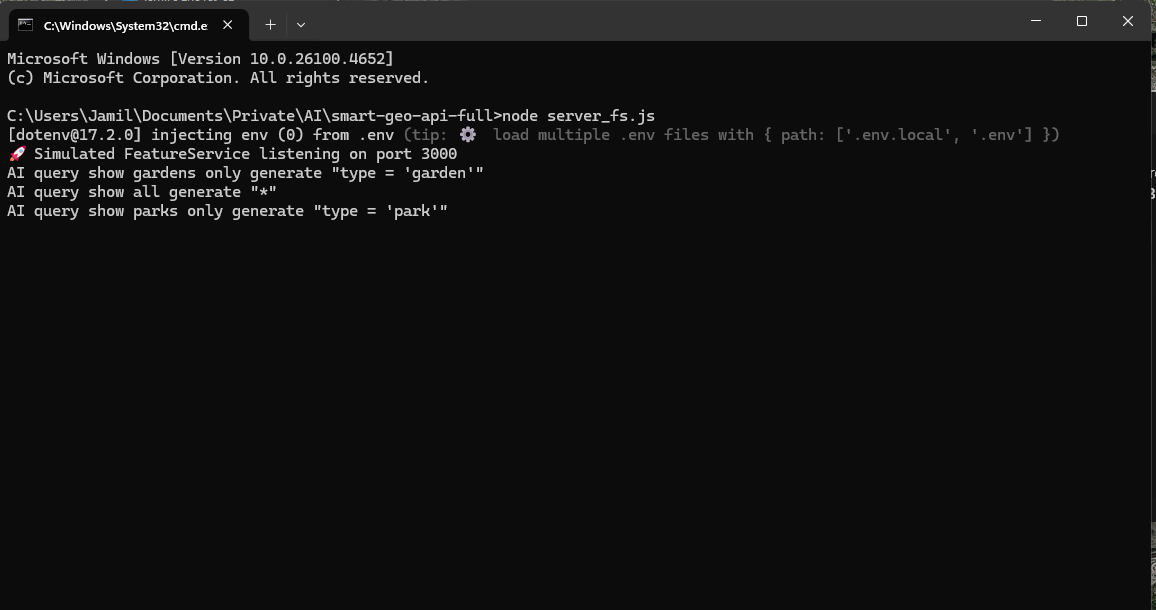 C:\Windows\System32\cmd.e
Microsoft Windows [Version 10.0.26100.4652]
(c) Microsoft Corporation. All rights reserved.
C:\Users\Jamil\Documents\Private\AI\smart-geo-api-full>node server_fs.js
[dotenv@17.2.0] injecting env (0) from .env (tip: ⚙️ load multiple .env files with { path: ['.env.local', '.env'] })
🚀 Simulated FeatureService listening on port 3000
AI query show gardens only generate "type = 'garden'"
AI query show all generate "*"
AI query show parks only generate "type = 'park'"